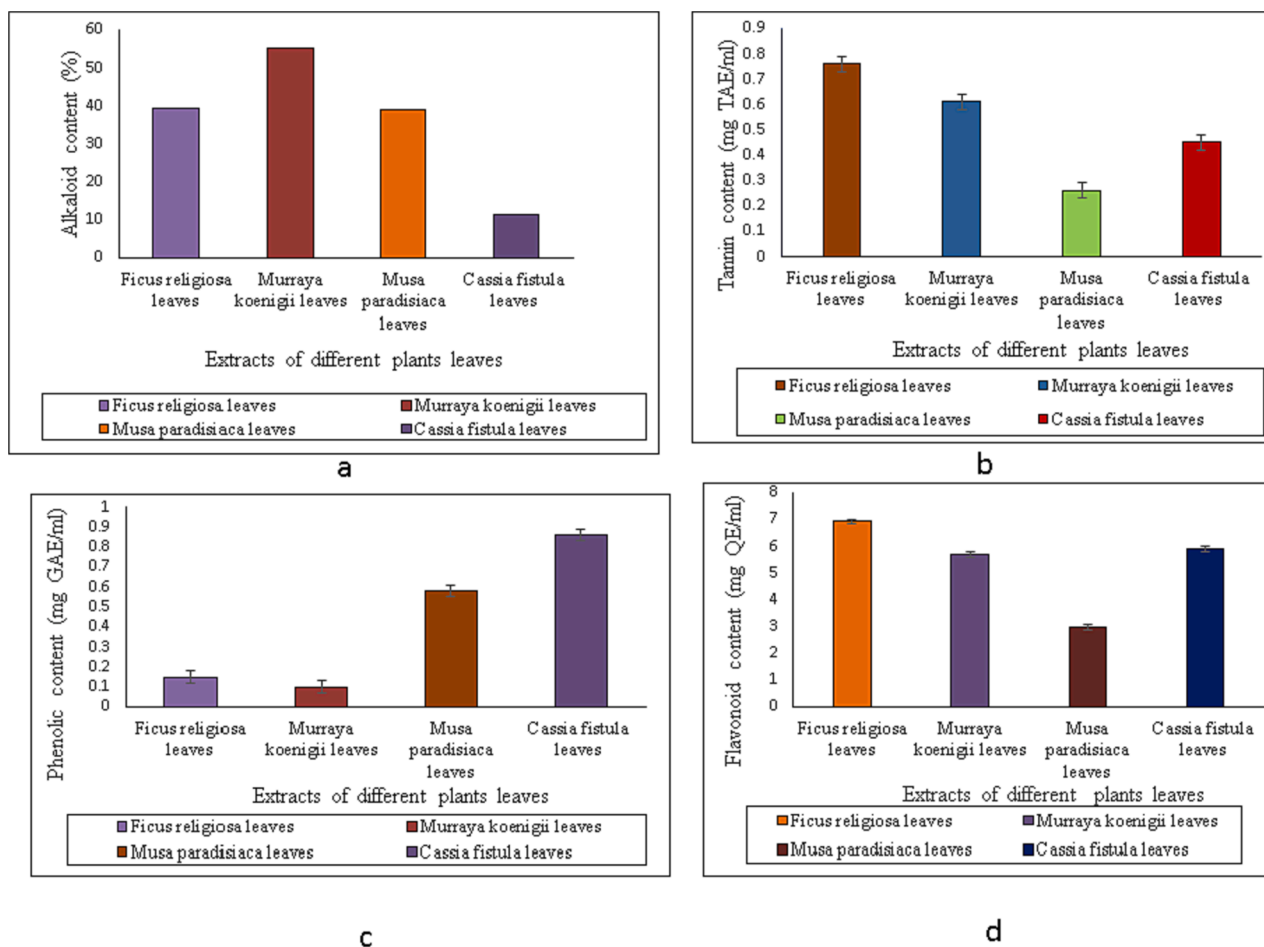 Alkaloid content (%)
60
50
40
30
20
10
0
Ficus religiosa
leaves
Murraya
koenigii leaves
Musa
paradisiaca
leaves
Cassia fistula
leaves
Extracts of different plants leaves
Ficus religiosa leaves
Murraya koenigii leaves
Musa paradisiaca leaves
Cassia fistula leaves
a
Tannin content (mg TAE/ml)
0.9
0.8
0.7
0.6
0.5
0.4
0.3
0.2
0.1
0
Ficus religiosa
leaves
Murraya
koenigii leaves
Musa
paradisiaca
leaves
Cassia fistula
leaves
Extracts of different plants leaves
Ficus religiosa leaves
Murraya koenigii leaves
Musa paradisiaca leaves
Cassia fistula leaves
b
Phenolic content (mg GAE/ml)
1
0.9
0.8
0.7
0.6
0.5
0.4
0.3
0.2
0.1
0
Ficus religiosa
leaves
Murraya
koenigii leaves
Musa
paradisiaca
leaves
Cassia fistula
leaves
Extracts of different plants leaves
Ficus religiosa leaves
Murraya koenigii leaves
Musa paradisiaca leaves
Cassia fistula leaves
c
Flavonoid content (mg QE/ml)
8
7
6
5
4
3
2
1
0
Ficus religiosa
leaves
Murraya
koenigii leaves
Musa
paradisiaca
leaves
Cassia fistula
leaves
Extracts of different plants leaves
Ficus religiosa leaves
Murraya koenigii leaves
Musa paradisiaca leaves
Cassia fistula leaves
d